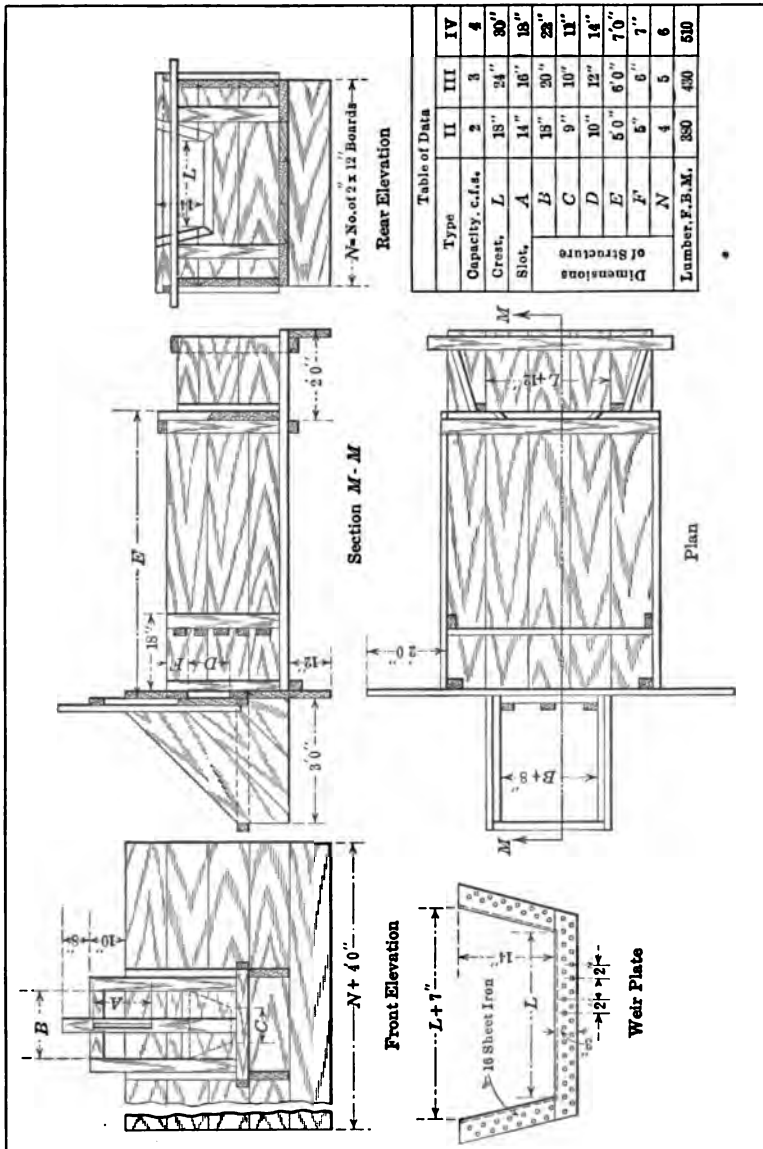 N = No. of 2 x 12 Boards
L
Rear Elevation
Table of Data
Type II III IV
Capacity, c.f.s. 2 3 4
Crest, L 18" 24" 30"
Slot, A 14" 16" 18"
Dimensions of Structure
B 18" 20" 22"
C 9" 10" 11"
D 10" 12" 14"
E 5'0" 6'0" 7'0"
F 5" 6" 7"
N 4 5 6
Lumber, F.B.M. 380 430 510
E
18"
F
D
12"
3'0"
2'0"
Section M-M
M
L+12"
2'0"
B+8"
M
Plan
8"
10"
B
A
C
N + 4'0"
Front Elevation
L+7"
16 Sheet Iron
14"
L
2" 2"
Weir Plate